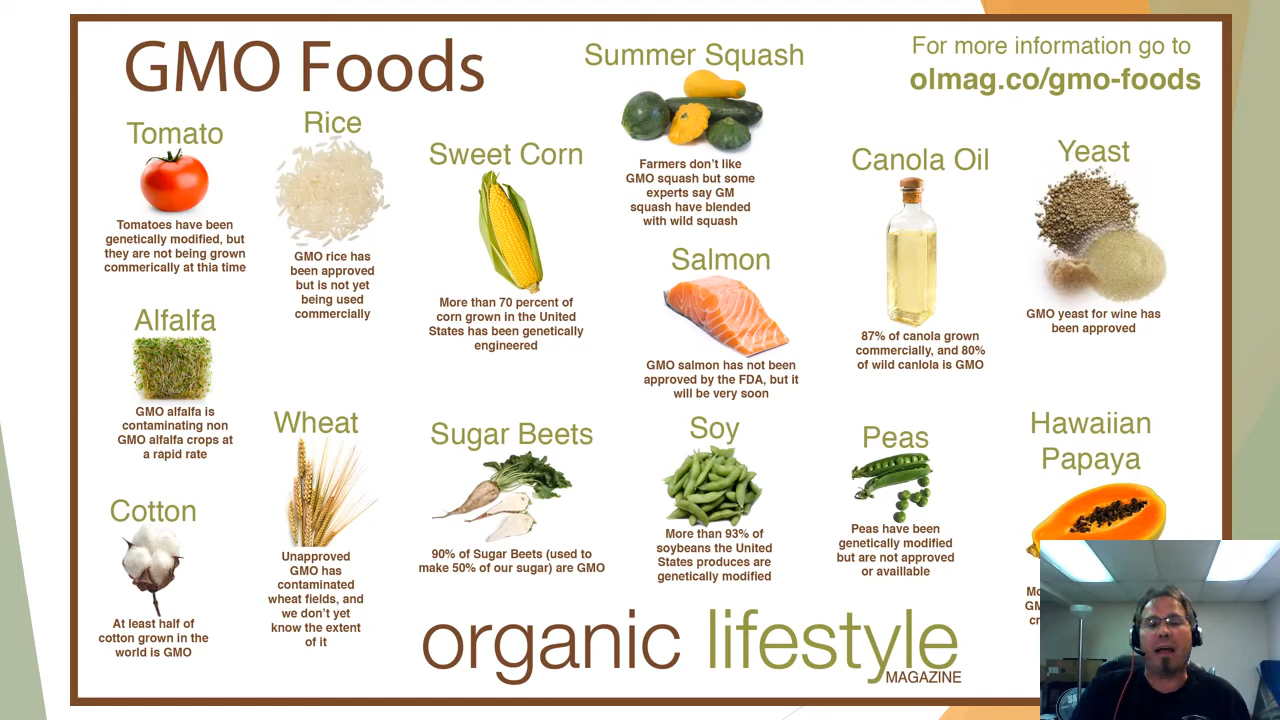 GMO Foods
Summer Squash
For more information go to
olmag.co/gmo-foods
Tomato
Tomatoes have been
genetically modified, but
they are not being grown
commerically at thia time
Rice
GMO rice has
been approved
but is not yet
being used
commercially
Sweet Corn
More than 70 percent of
corn grown in the United
States has been genetically
engineered
Farmers don't like
GMO squash but some
experts say GM
squash have blended
with wild squash
Salmon
GMO salmon has not been
approved by the FDA, but it
will be very soon
Canola Oil
87% of canola grown
commercially, and 80%
of wild canlola is GMO
Yeast
GMO yeast for wine has
been approved
Alfalfa
GMO alfalfa is
contaminating non
GMO alfalfa crops at
a rapid rate
Wheat
Unapproved
GMO has
contaminated
wheat fields, and
we don't yet
know the extent
of it
Sugar Beets
90% of Sugar Beets (used to
make 50% of our sugar) are GMO
Soy
More than 93% of
soybeans the United
States produces are
genetically modified
Peas
Peas have been
genetically modified
but are not approved
or available
Hawaiian
Papaya
Cotton
At least half of
cotton grown in the
world is GMO
organic lifestyle
MAGAZINE